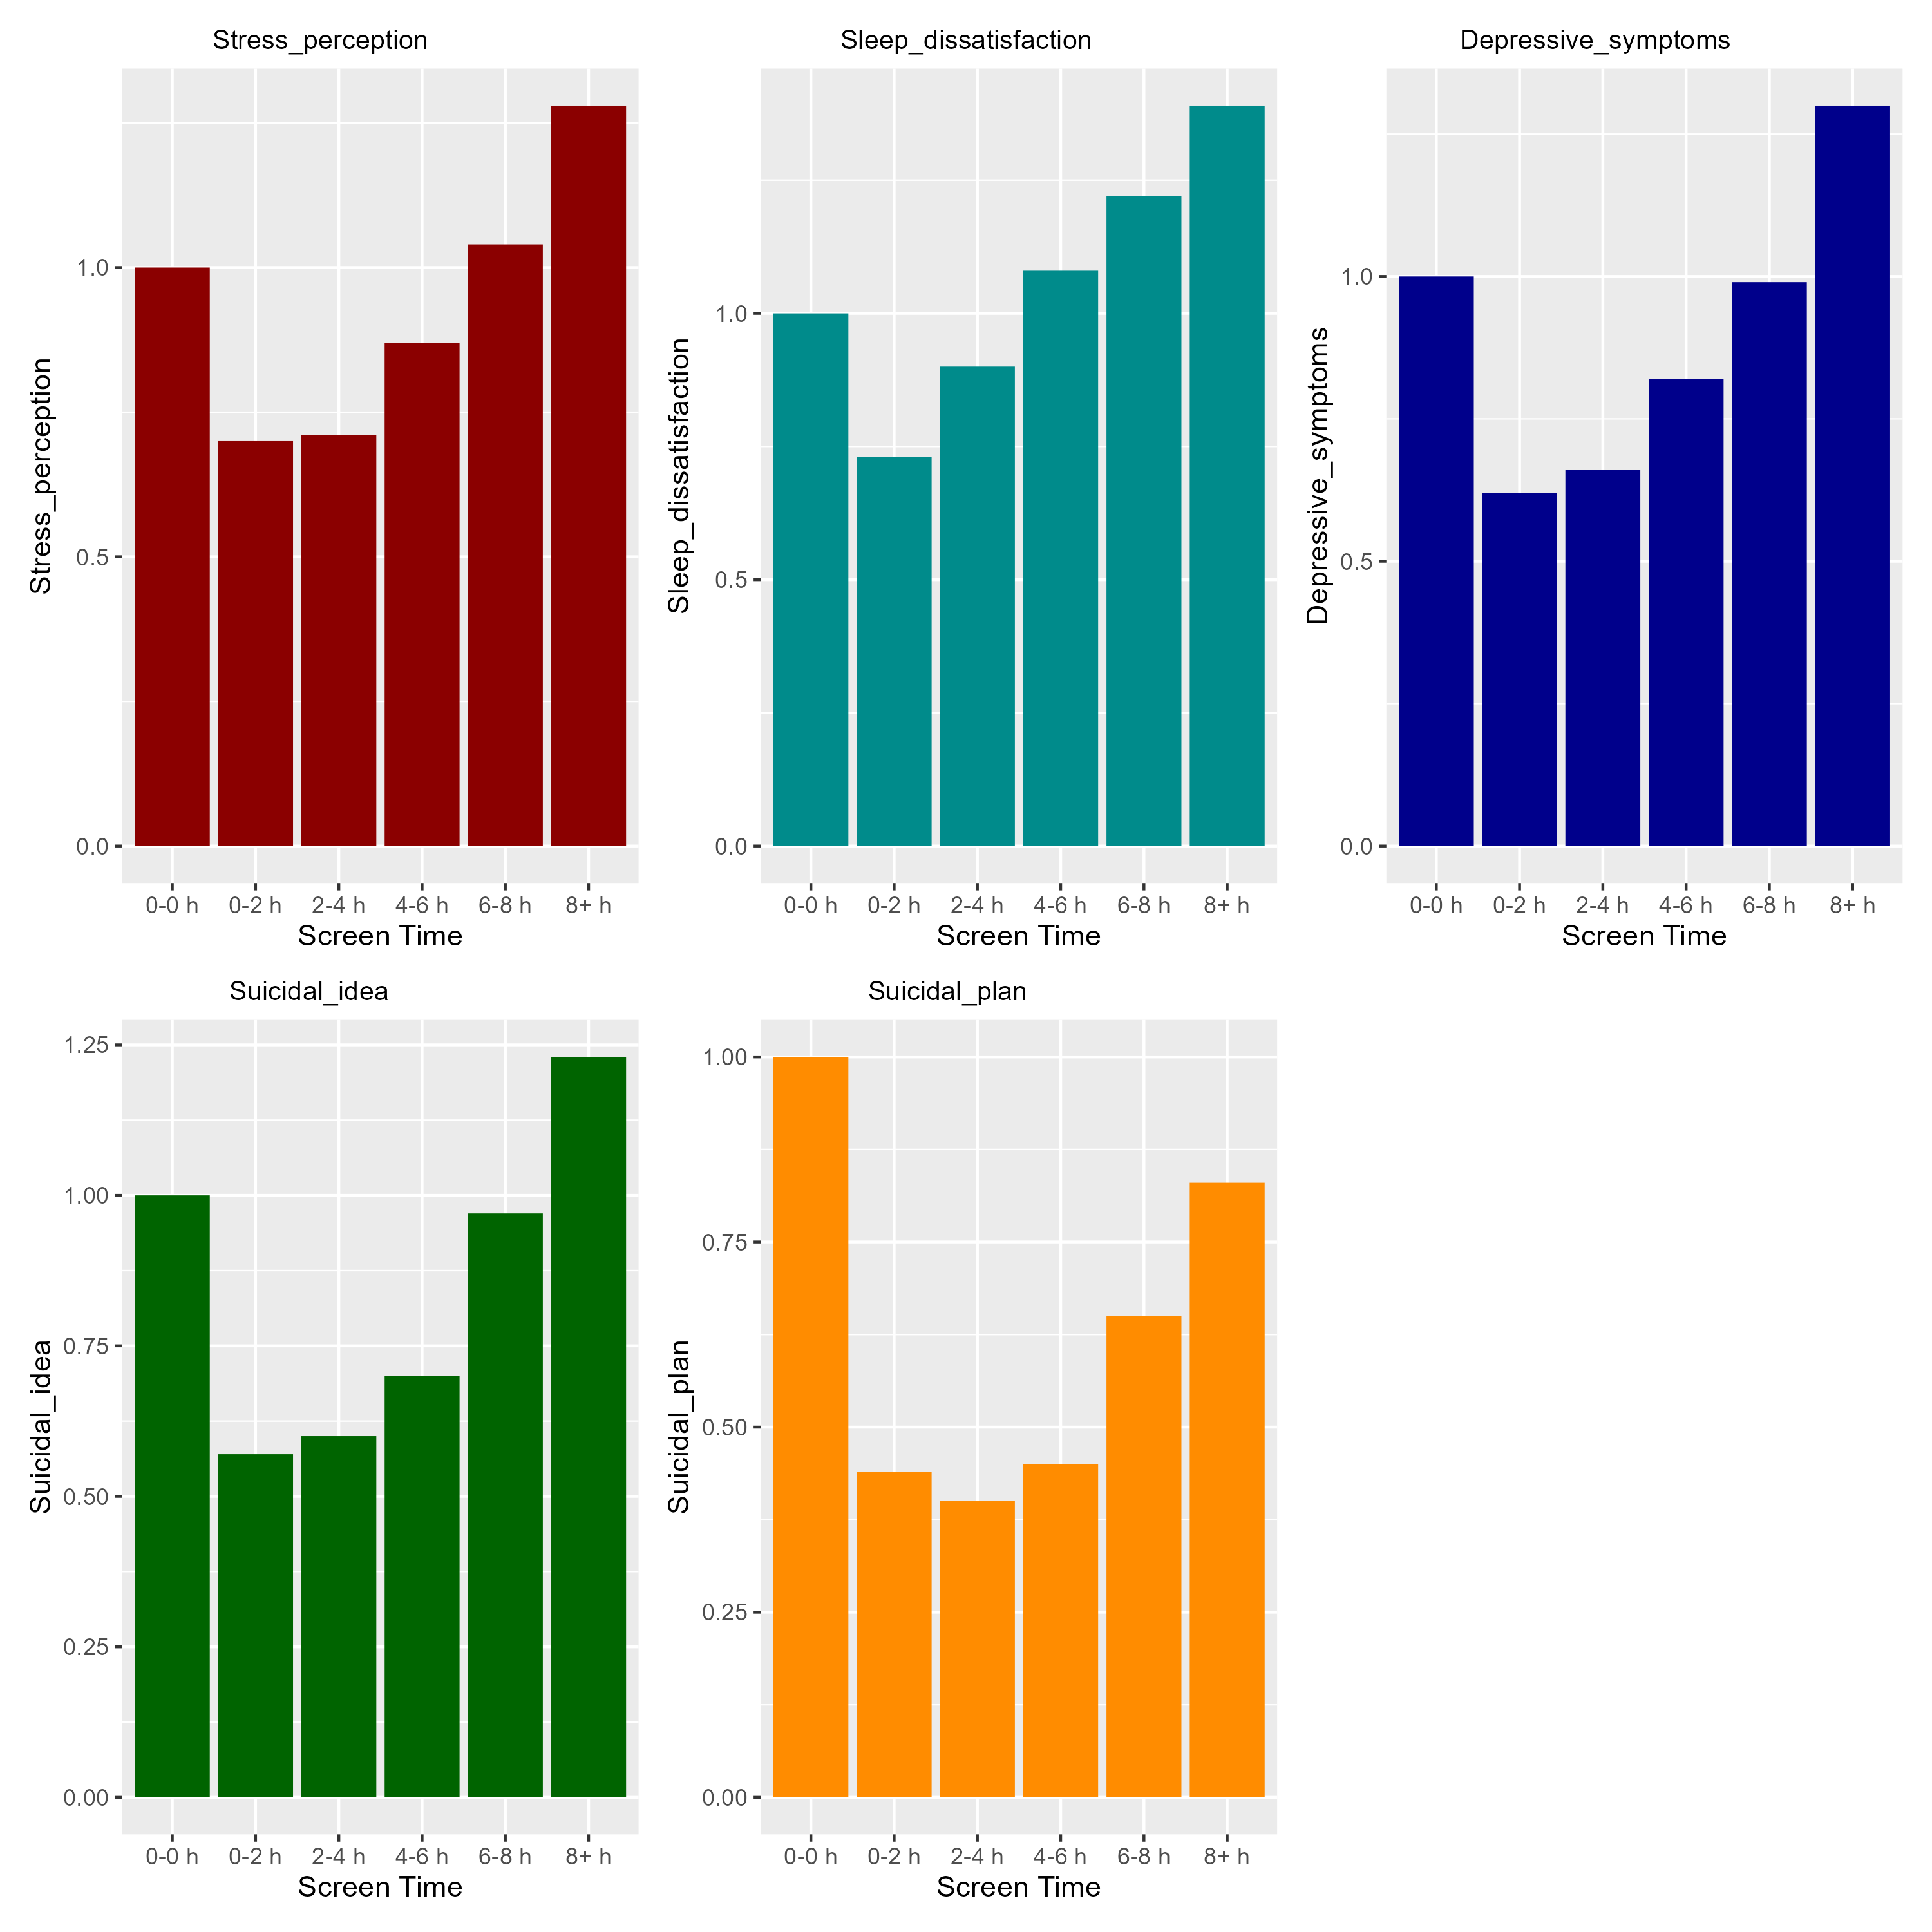 Stress_perception
Stress_perception
1.0
0.5
0.0
0-0 h 0-2 h 2-4 h 4-6 h 6-8 h 8+ h
Screen Time
Sleep_dissatisfaction
Sleep_dissatisfaction
1.0
0.5
0.0
0-0 h 0-2 h 2-4 h 4-6 h 6-8 h 8+ h
Screen Time
Depressive_symptoms
Depressive_symptoms
1.0
0.5
0.0
0-0 h 0-2 h 2-4 h 4-6 h 6-8 h 8+ h
Screen Time
Suicidal_idea
Suicidal_idea
1.25
1.00
0.75
0.50
0.25
0.00
0-0 h 0-2 h 2-4 h 4-6 h 6-8 h 8+ h
Screen Time
Suicidal_plan
Suicidal_plan
1.00
0.75
0.50
0.25
0.00
0-0 h 0-2 h 2-4 h 4-6 h 6-8 h 8+ h
Screen Time